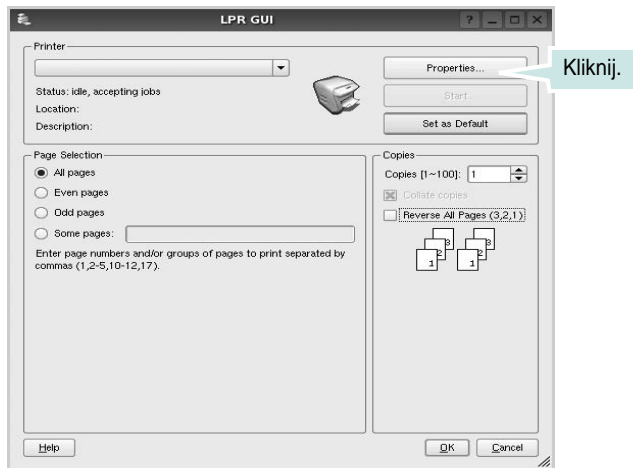 LPR GUI
Printer
Properties...
Kliknij.
Status: idle, accepting jobs
Start
Location:
Description:
Set as Default
Page Selection
Copies
All pages
Copies [1~100]: 1
Even pages
Collate copies
Odd pages
Reverse All Pages (3,2,1)
Some pages:
Enter page numbers and/or groups of pages to print separated by
commas (1,2-5,10-12,17).
3 3
2 2
1 1
Help
OK
Cancel